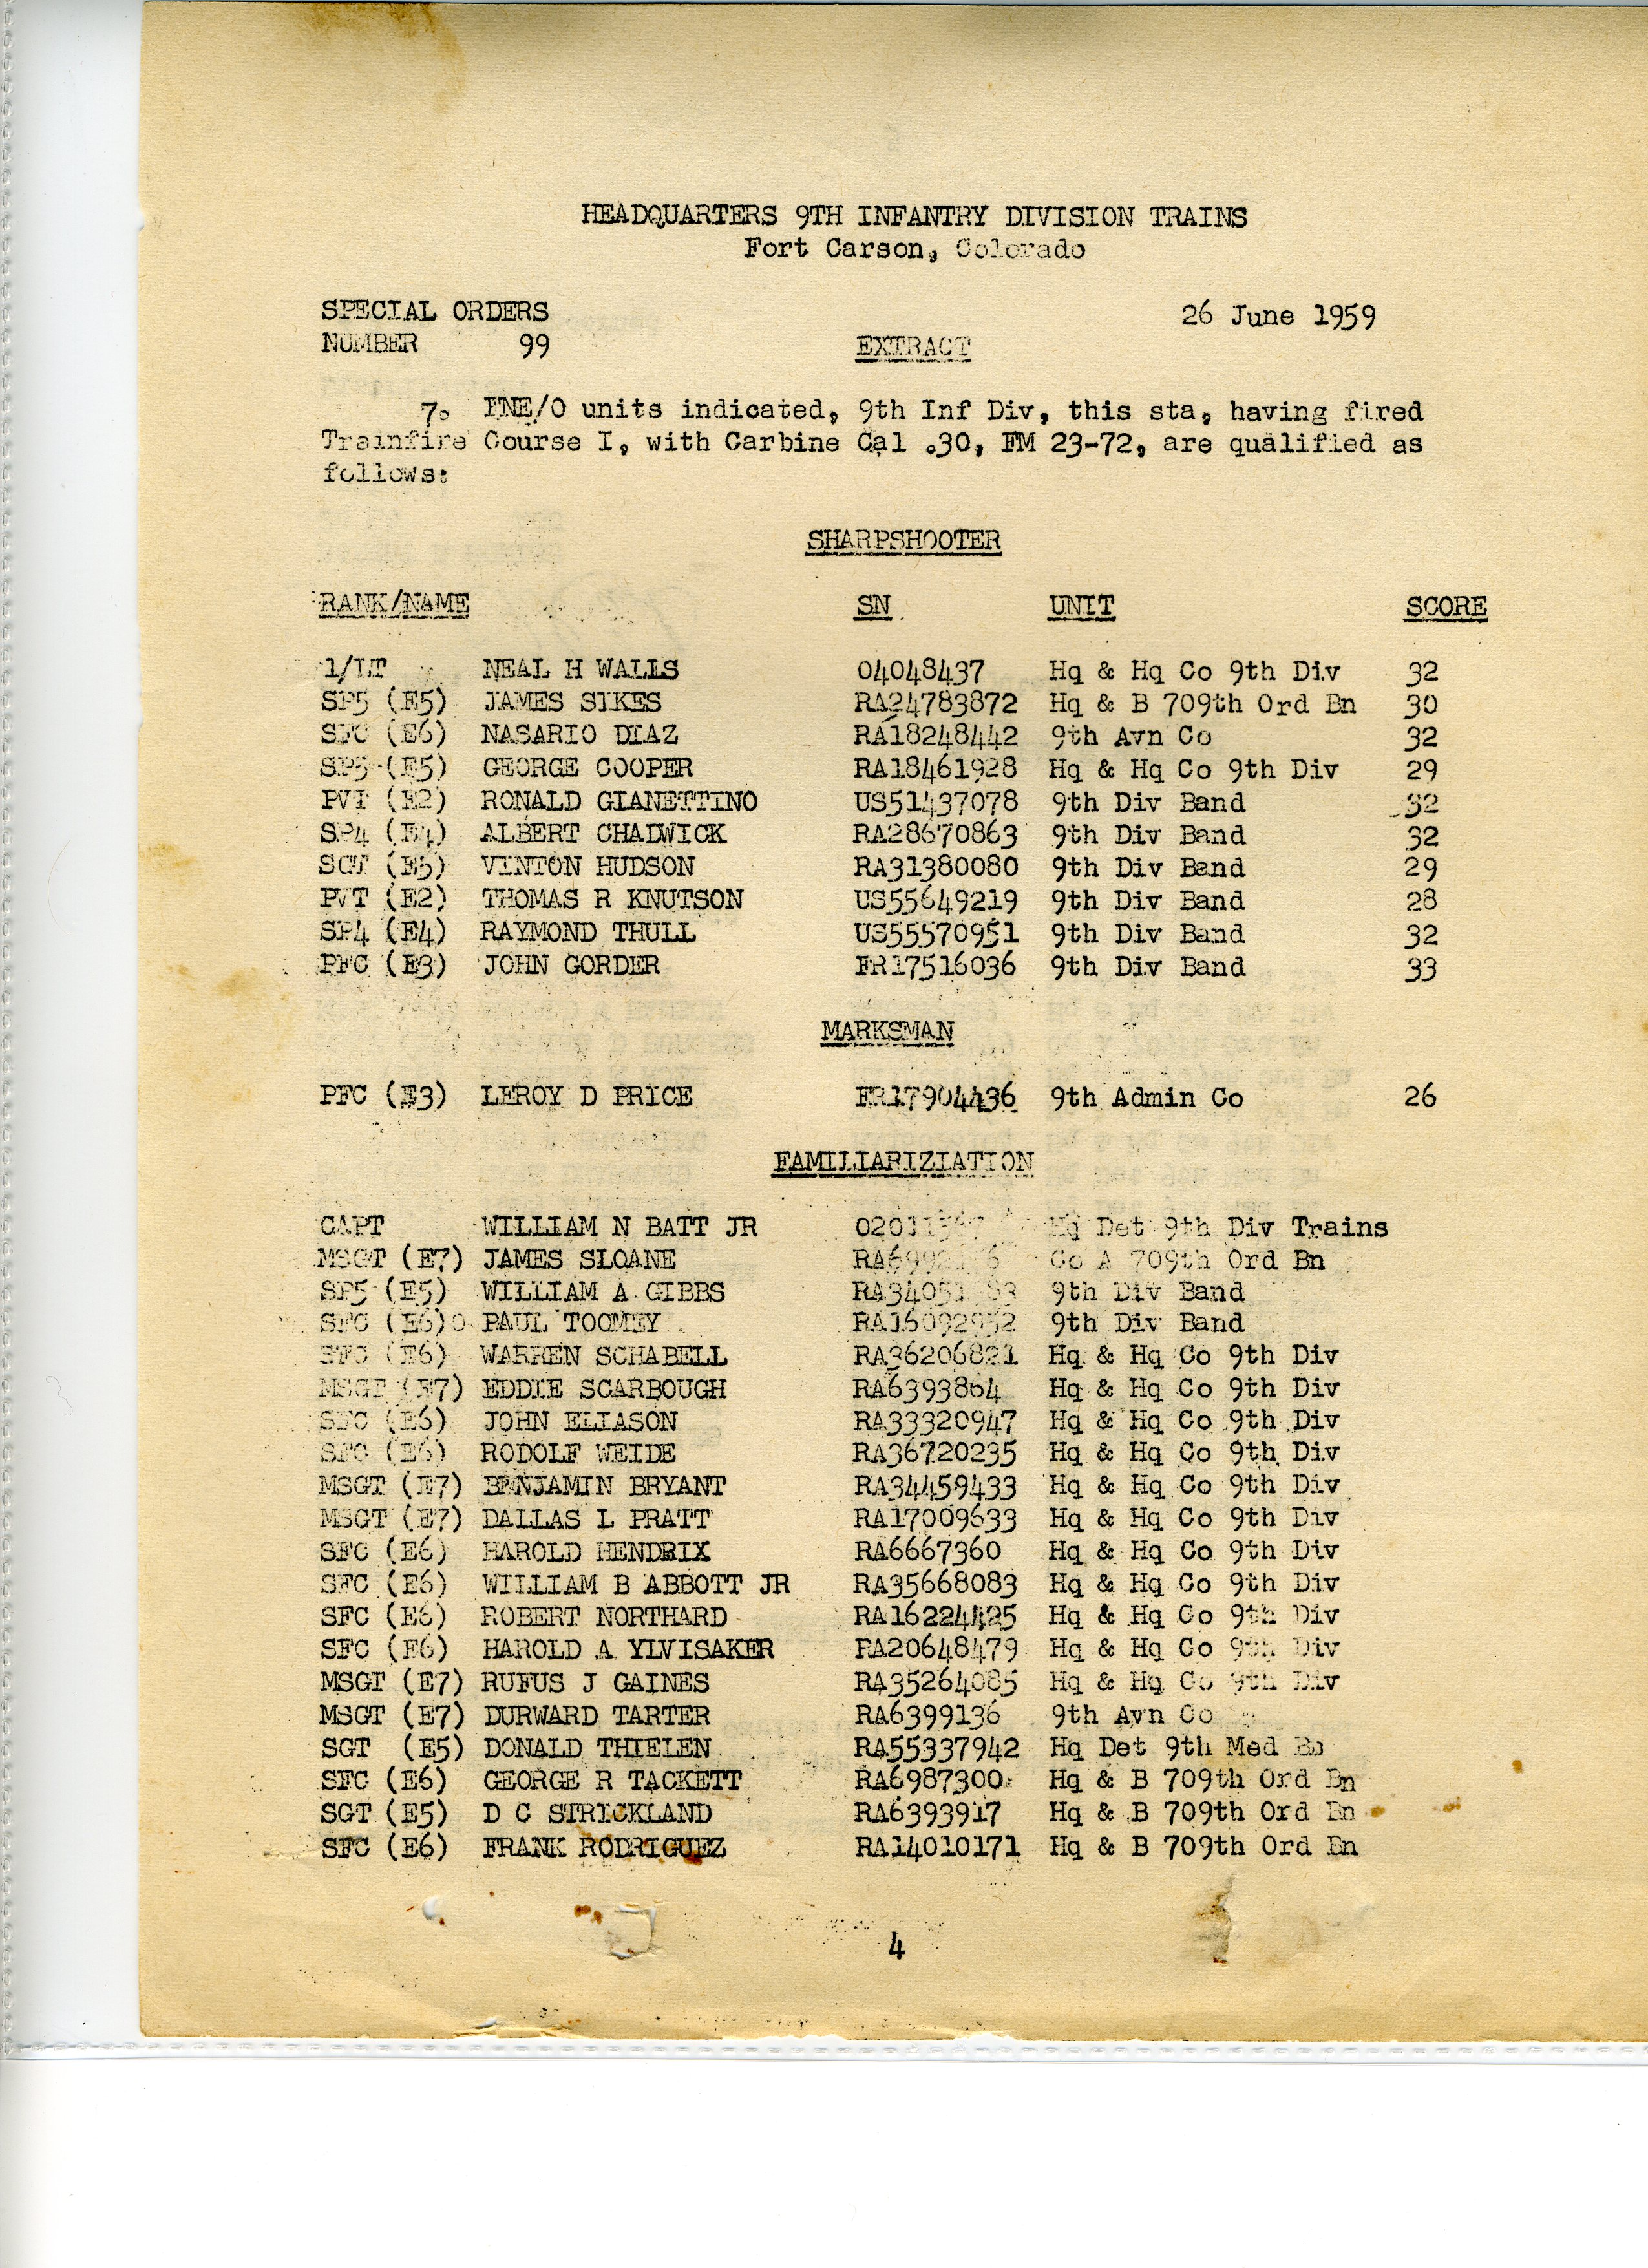 HEADQUARTERS 9TH INFANTRY DIVISION TRAINS
Fort Carson, Colorado
SPECIAL ORDERS 26 June 1959
NUMBER 99
EXTRACT
7. FNE/O units indicated, 9th Inf Div, this sta, having fired
Trainfire Course I, with Carbine Cal .30, FM 23-72, are qualified as
follows:
SHARPSHOOTER
RANK/NAME SN UNIT SCORE
1/LT NEAL H WALLS 04048437 Hq & Hq Co 9th Div 32
SP5 (E5) JAMES SIKES RA24783872 Hq & B 709th Ord Bn 30
SFC (E6) NASARIO DIAZ RA18248442 9th Avn Co 32
SP5 (E5) GEORGE COOPER RA18461928 Hq & Hq Co 9th Div 29
PVT (E2) RONALD GIANETTINO US51437078 9th Div Band 32
SP4 (E4) ALBERT CHADWICK RA28670863 9th Div Band 32
SGT (E5) VINTON HUDSON RA31380080 9th Div Band 29
PVT (E2) THOMAS R KNUTSON US55649219 9th Div Band 28
SP4 (E4) RAYMOND THULL US55570951 9th Div Band 32
PFC (E3) JOHN GORDER FR17516036 9th Div Band 33
MARKSMAN
PFC (E3) LEROY D PRICE FR17904436 9th Admin Co 26
FAMILIARIZIATION
CAPT WILLIAM N BATT JR Hq Det 9th Div Trains
MSGT (E7) JAMES SLOANE Co A 709th Ord Bn
SP5 (E5) WILLIAM A GIBBS 9th Div Band
SFC (E6) PAUL TOOMEY 9th Div Band
SFC (E6) WARREN SCHABELL RA36206821 Hq & Hq Co 9th Div
MSGT (E7) EDDIE SCARBOUGH RA6393864 Hq & Hq Co 9th Div
SFC (E6) JOHN ELIASON RA33320947 Hq & Hq Co 9th Div
SFC (E6) RODOLF WEIDE RA36720235 Hq & Hq Co 9th Div
MSGT (E7) BENJAMIN BRYANT RA34459433 Hq & Hq Co 9th Div
MSGT (E7) DALLAS L PRATT RA17009633 Hq & Hq Co 9th Div
SFC (E6) HAROLD HENDRIX RA6667360 Hq & Hq Co 9th Div
SFC (E6) WILLIAM B ABBOTT JR RA35668083 Hq & Hq Co 9th Div
SFC (E6) ROBERT NORTHARD RA16224425 Hq & Hq Co 9th Div
SFC (E6) HAROLD A YLVISAKER RA20648479 Hq & Hq Co 9th Div
MSGT (E7) RUFUS J GAINES RA35264085 Hq & Hq Co 9th Div
MSGT (E7) DURWARD TARTER RA6399136 9th Avn Co
SGT (E5) DONALD THIELEN RA55337942 Hq Det 9th Med Bn
SFC (E6) GEORGE R TACKETT RA6987300 Hq & B 709th Ord Bn
SGT (E5) D C STRICKLAND RA6393917 Hq & B 709th Ord Bn
SFC (E6) FRANK RODRIGUEZ RA14010171 Hq & B 709th Ord Bn
4